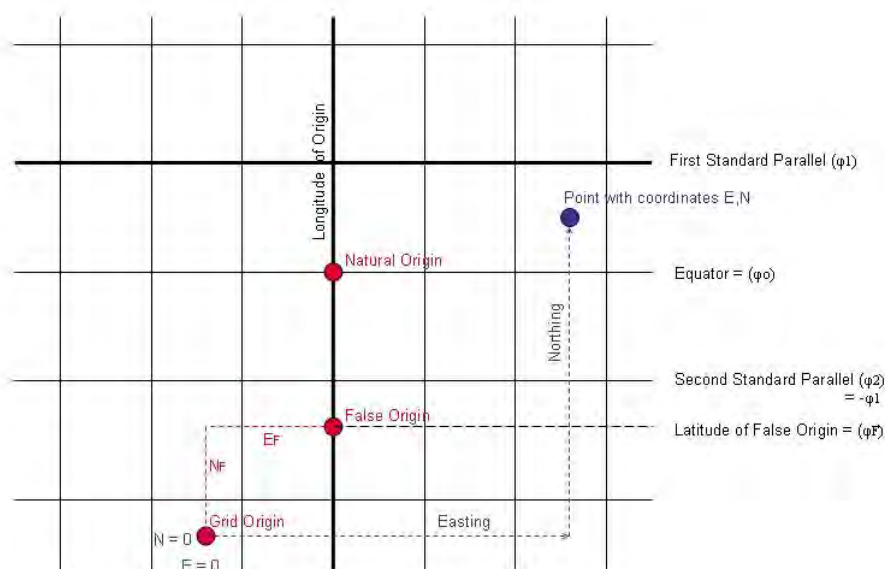 Longitude of Origin
First Standard Parallel (φ1)
Point with coordinates E,N
Natural Origin
Equator = (φo)
Northing
Second Standard Parallel (φ2)
= -φ1
False Origin
Latitude of False Origin = (φF)
EF
NF
Grid Origin
Easting
N = 0
E = 0